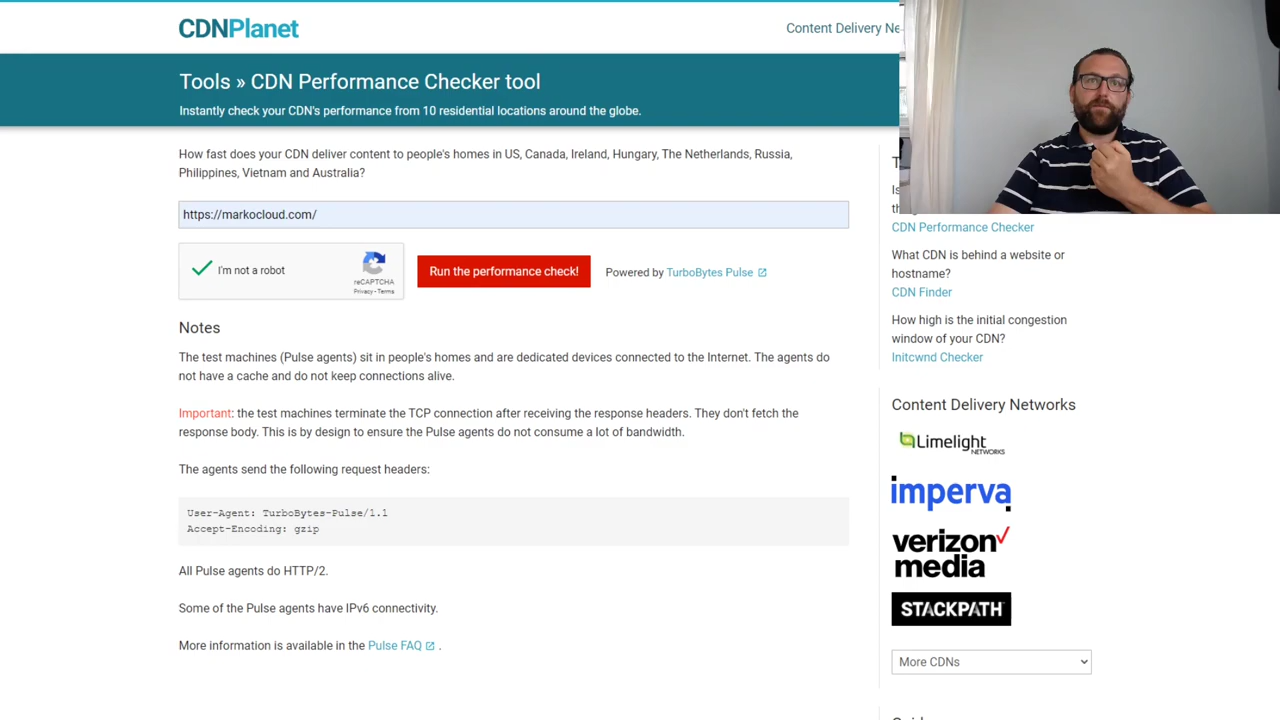 CDNPlanet
Content Delivery Ne
Tools » CDN Performance Checker tool
Instantly check your CDN's performance from 10 residential locations around the globe.
How fast does your CDN deliver content to people's homes in US, Canada, Ireland, Hungary, The Netherlands, Russia,
Philippines, Vietnam and Australia?
https://markocloud.com/
I'm not a robot
reCAPTCHA
Privacy - Terms
Run the performance check!
Powered by TurboBytes Pulse
Notes
The test machines (Pulse agents) sit in people's homes and are dedicated devices connected to the Internet. The agents do
not have a cache and do not keep connections alive.
Important: the test machines terminate the TCP connection after receiving the response headers. They don't fetch the
response body. This is by design to ensure the Pulse agents do not consume a lot of bandwidth.
The agents send the following request headers:
User-Agent: TurboBytes-Pulse/1.1
Accept-Encoding: gzip
All Pulse agents do HTTP/2.
Some of the Pulse agents have IPv6 connectivity.
More information is available in the Pulse FAQ .
CDN Performance Checker
What CDN is behind a website or
hostname?
CDN Finder
How high is the initial congestion
window of your CDN?
Initcwnd Checker
Content Delivery Networks
Limelight
NETWORKS
imperva
verizon
media
STACKPATH
More CDNs